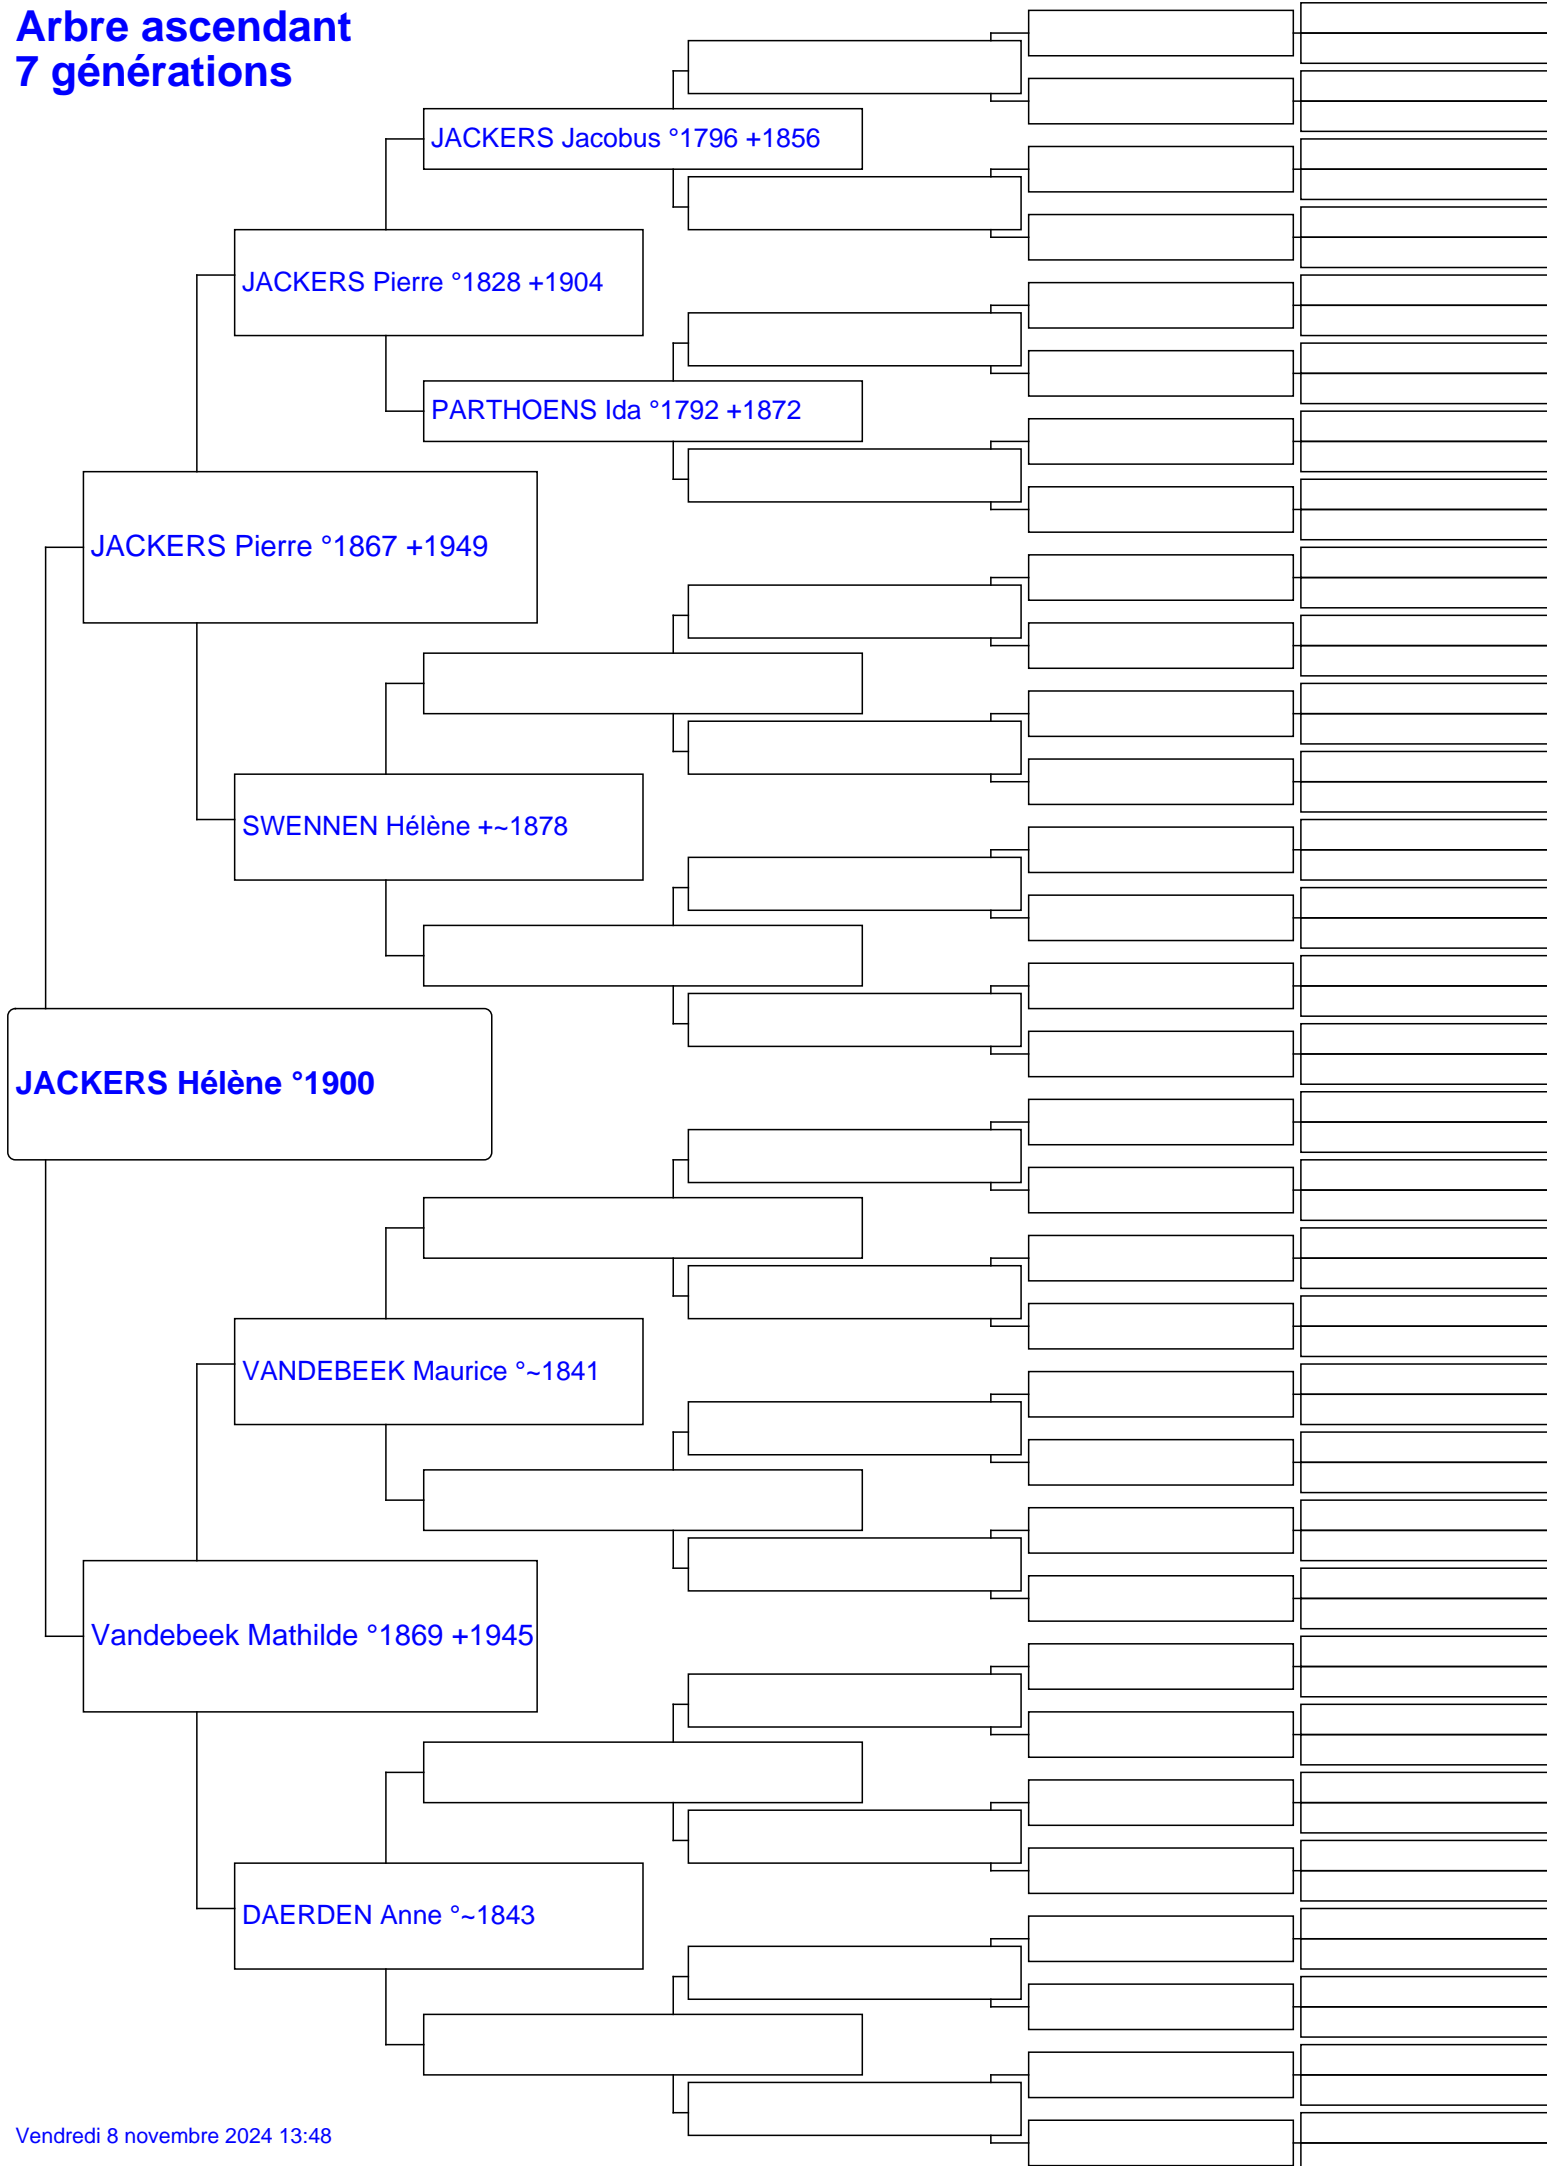 Arbre ascendant
7 générations
JACKERS Jacobus °1796 +1856
JACKERS Pierre °1828 +1904
PARTHOENS Ida °1792 +1872
JACKERS Pierre °1867 +1949
SWENNEN Hélène +~1878
JACKERS Hélène °1900
VANDEBEEK Maurice °~1841
Vandebeek Mathilde °1869 +1945
DAERDEN Anne °~1843
Vendredi 8 novembre 2024 13:48